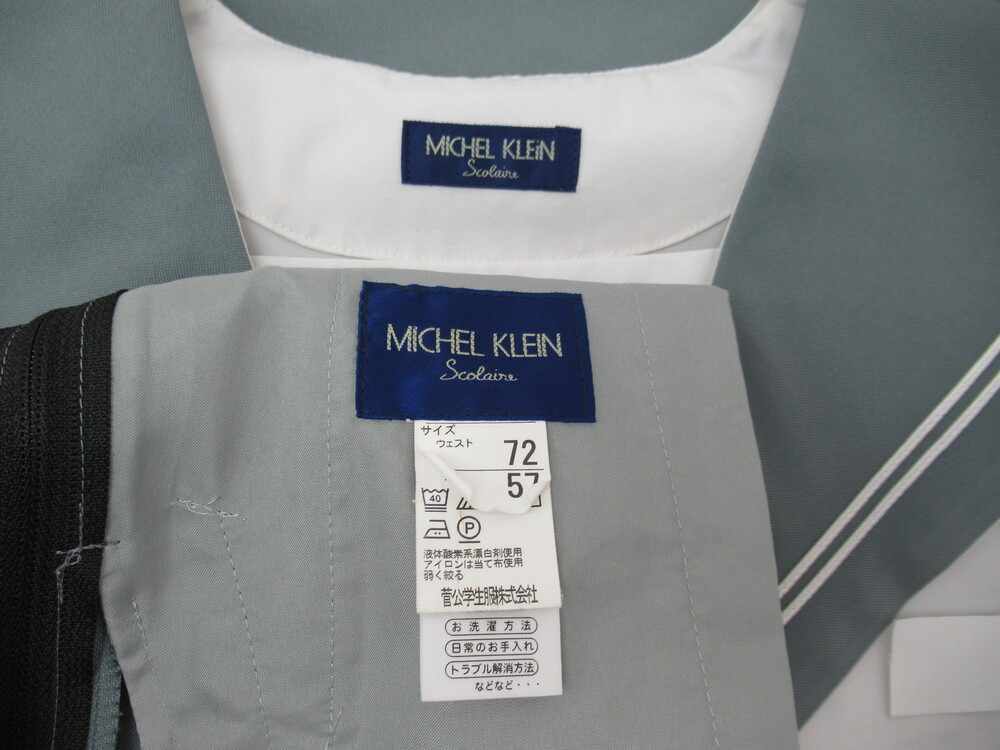 MICHEL KLEiN
Scolaire
MICHEL KLEIN
Scolaire
サイズ
ウェスト
72
57
40
P
液体酸素系漂白剤使用
アイロンは当て布使用
弱く絞る
菅公学生服株式会社
お洗濯方法
日常のお手入れ
トラブル解消方法
などなど・・・